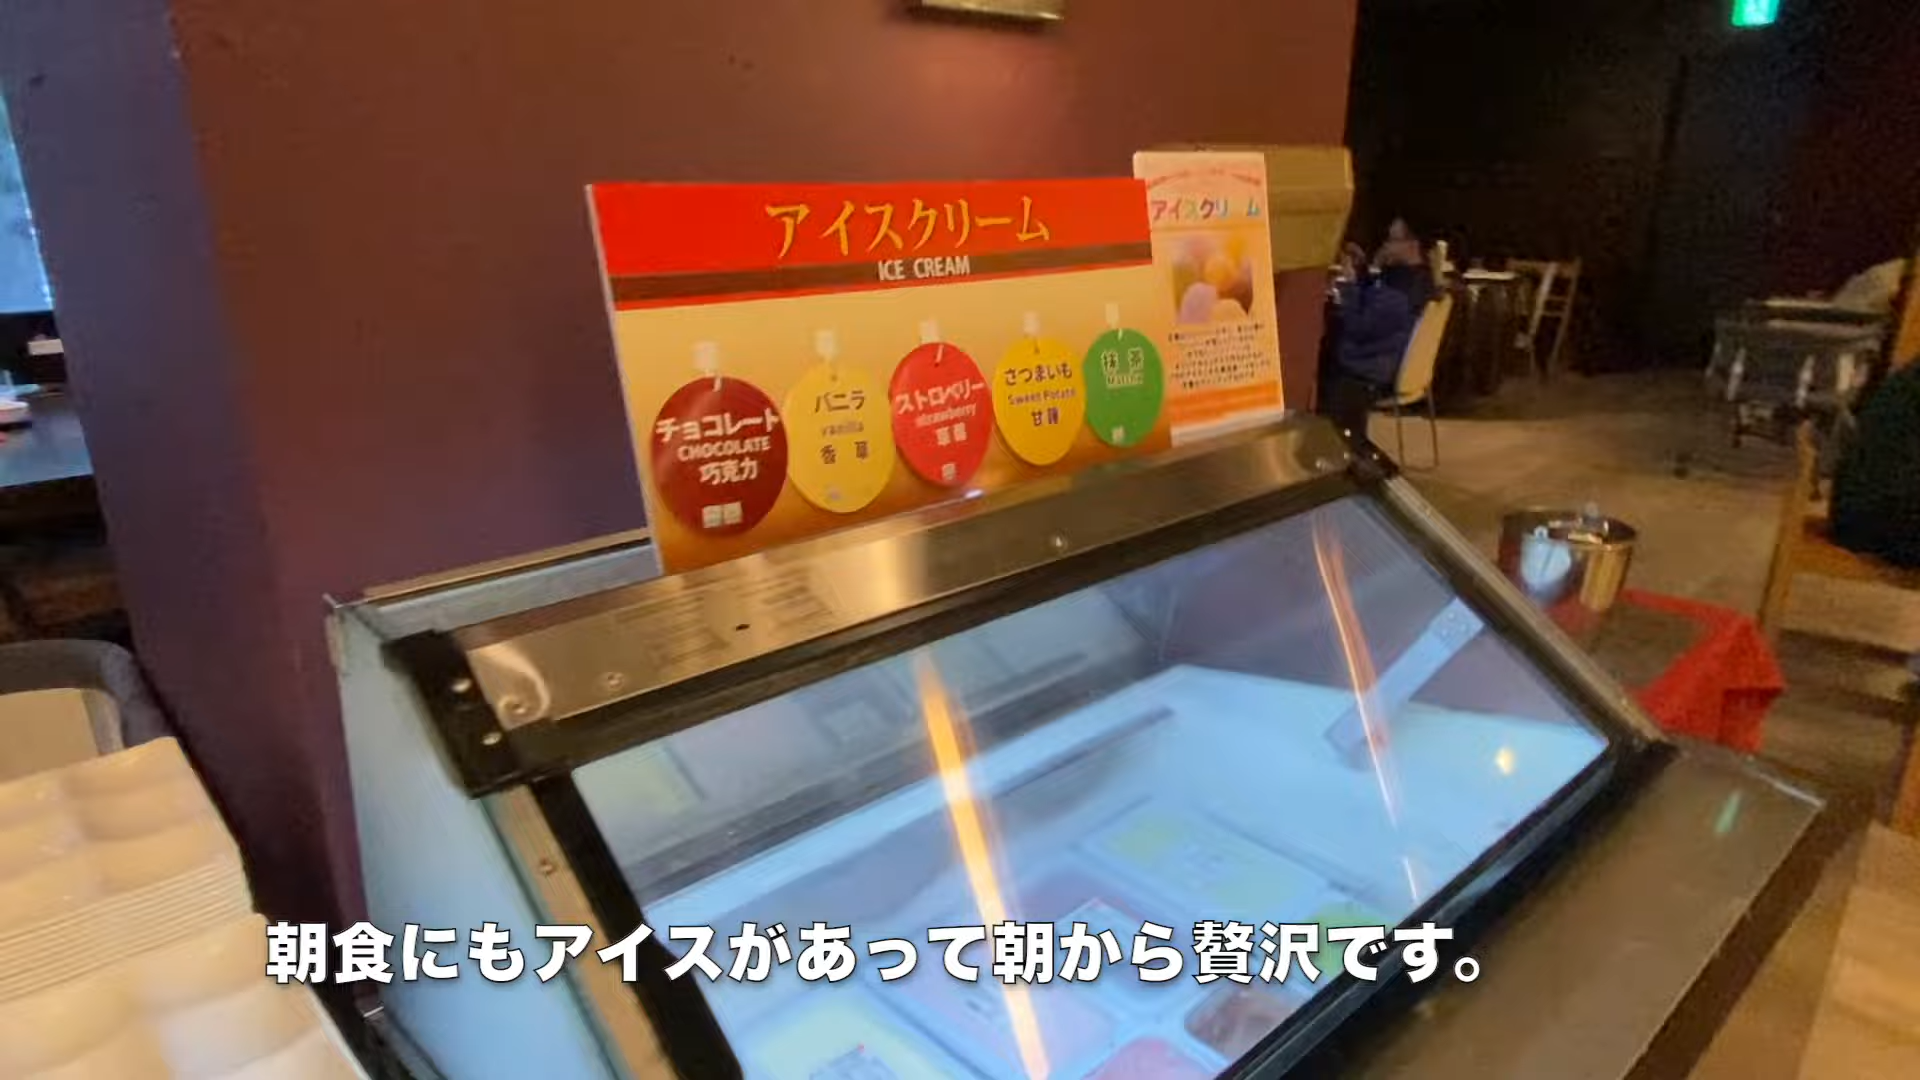 アイスクリーム
ICE CREAM
アイスクリーム
チョコレート
CHOCOLATE
巧克力
バニラ
vanilla
香草
ストロベリー
strawberry
草莓
さつまいも
Sweet Potato
甘藷
抹茶
Matcha
朝食にもアイスがあって朝から贅沢です。